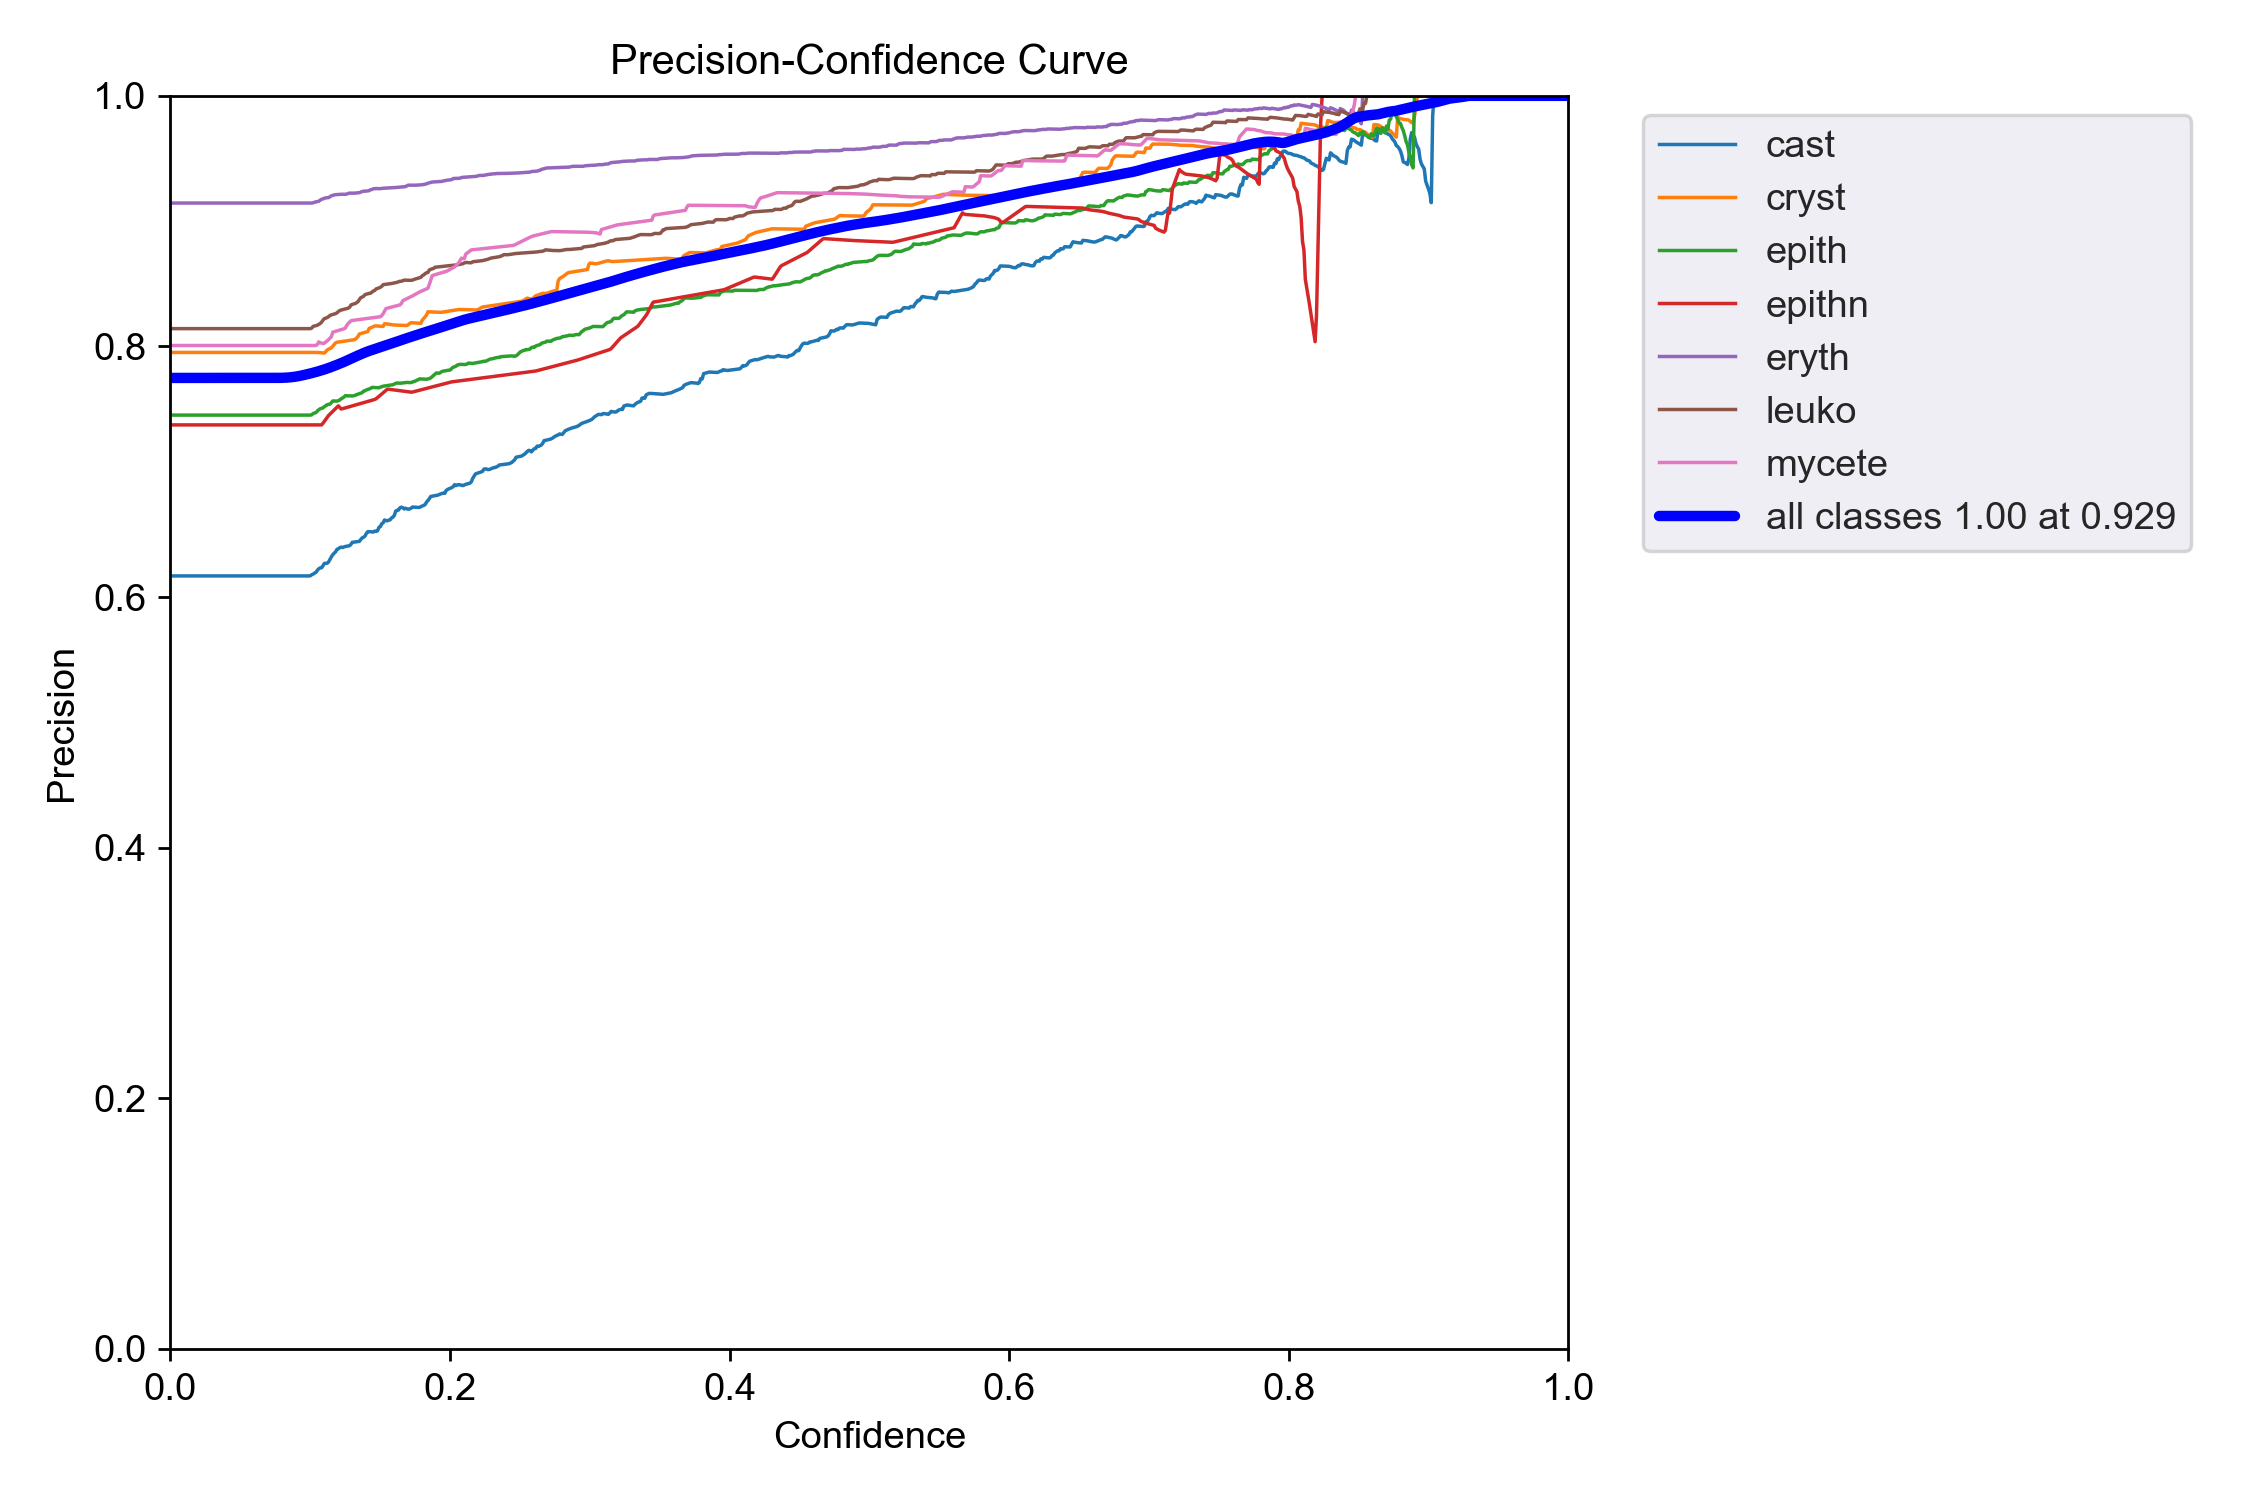 Precision-Confidence Curve
1.0
0.8
0.6
0.4
0.2
0.0
Precision
0.0 0.2 0.4 0.6 0.8 1.0
Confidence
cast
cryst
epith
epithn
eryth
leuko
mycete
all classes 1.00 at 0.929